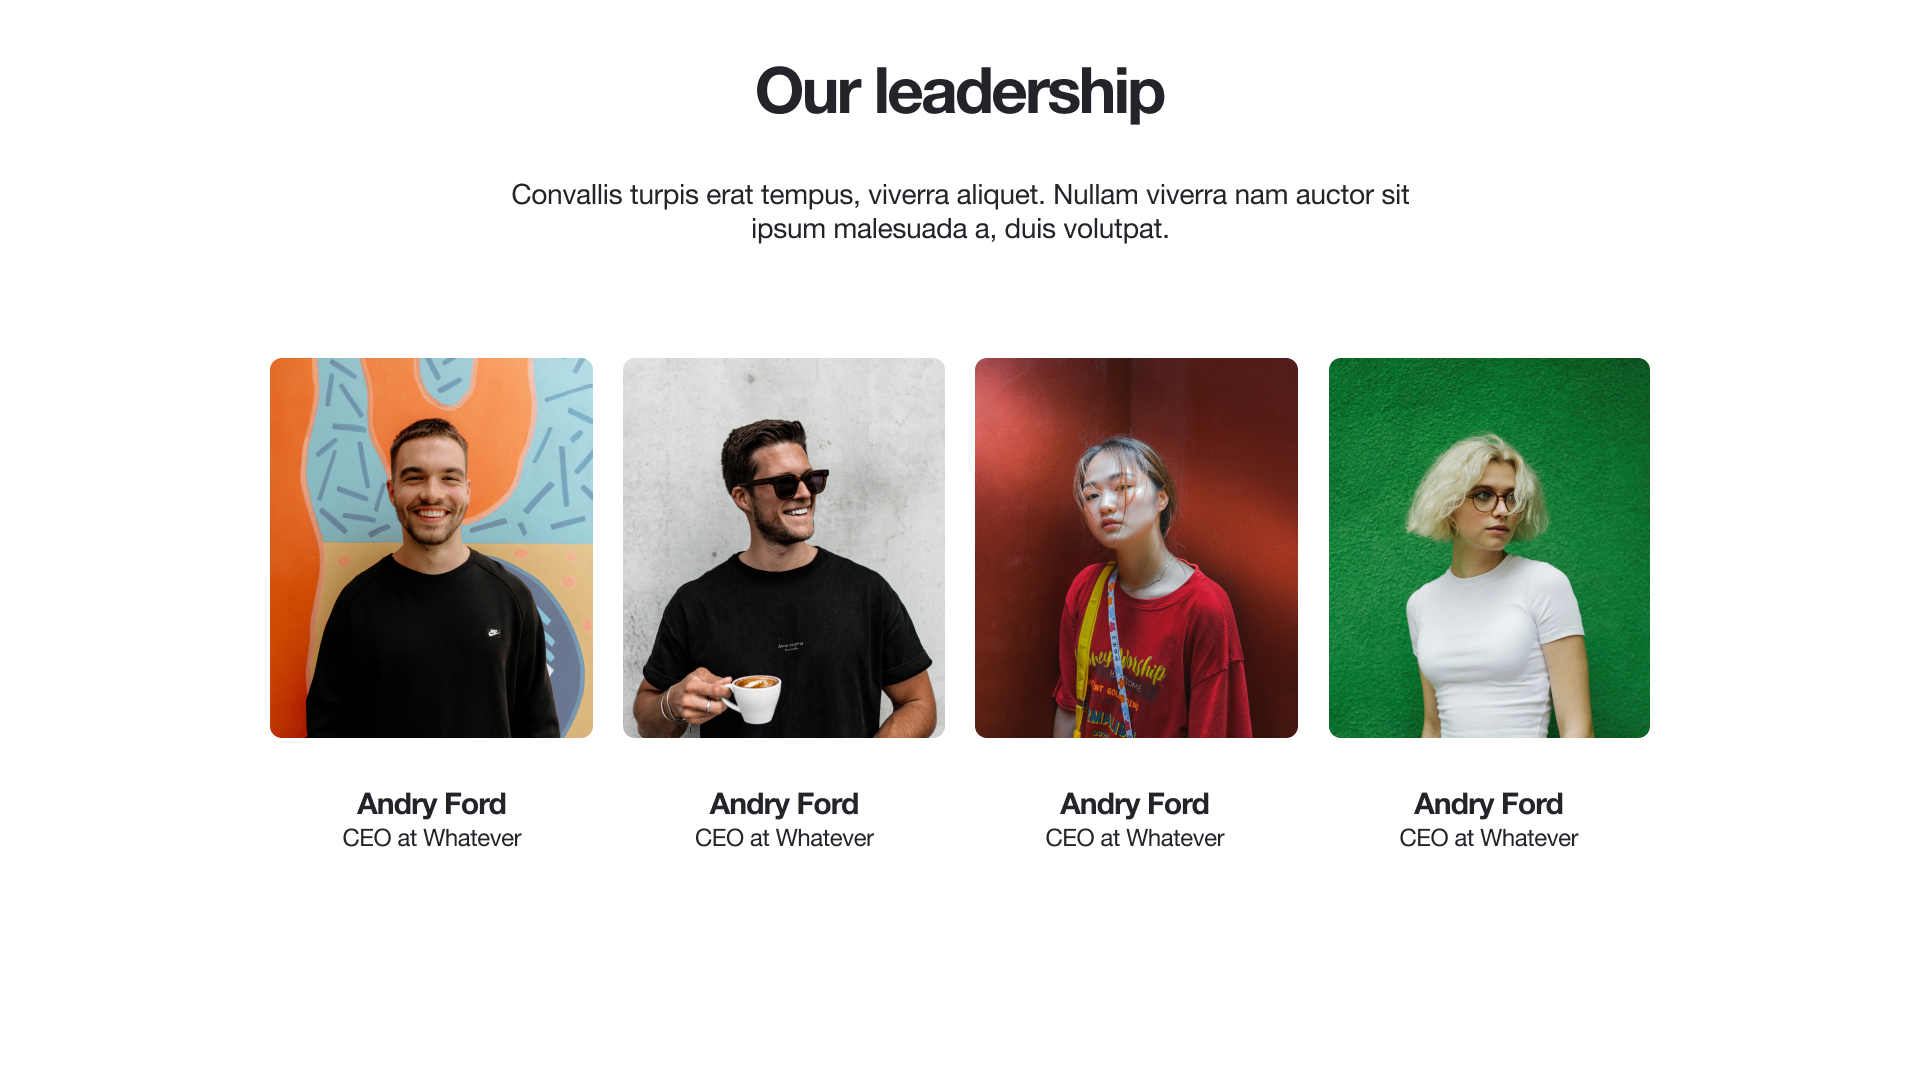 Our leadership
Convallis turpis erat tempus, viverra aliquet. Nullam viverra nam auctor sit
ipsum malesuada a, duis volutpat.
Andry Ford
CEO at Whatever
Andry Ford
CEO at Whatever
Andry Ford
CEO at Whatever
Andry Ford
CEO at Whatever